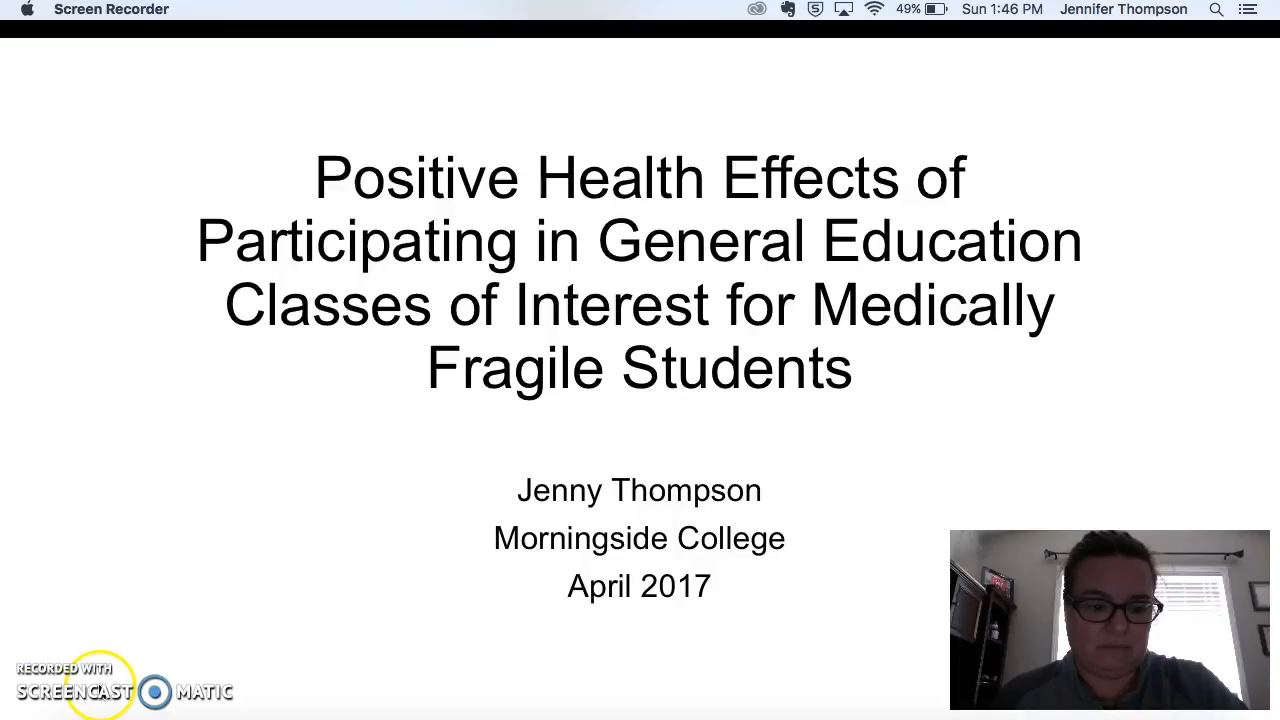 Screen Recorder
49%
Sun 1:46 PM
Jennifer Thompson
Positive Health Effects of
Participating in General Education
Classes of Interest for Medically
Fragile Students
Jenny Thompson
Morningside College
April 2017
RECORDED WITH
SCREENCAST MATIC